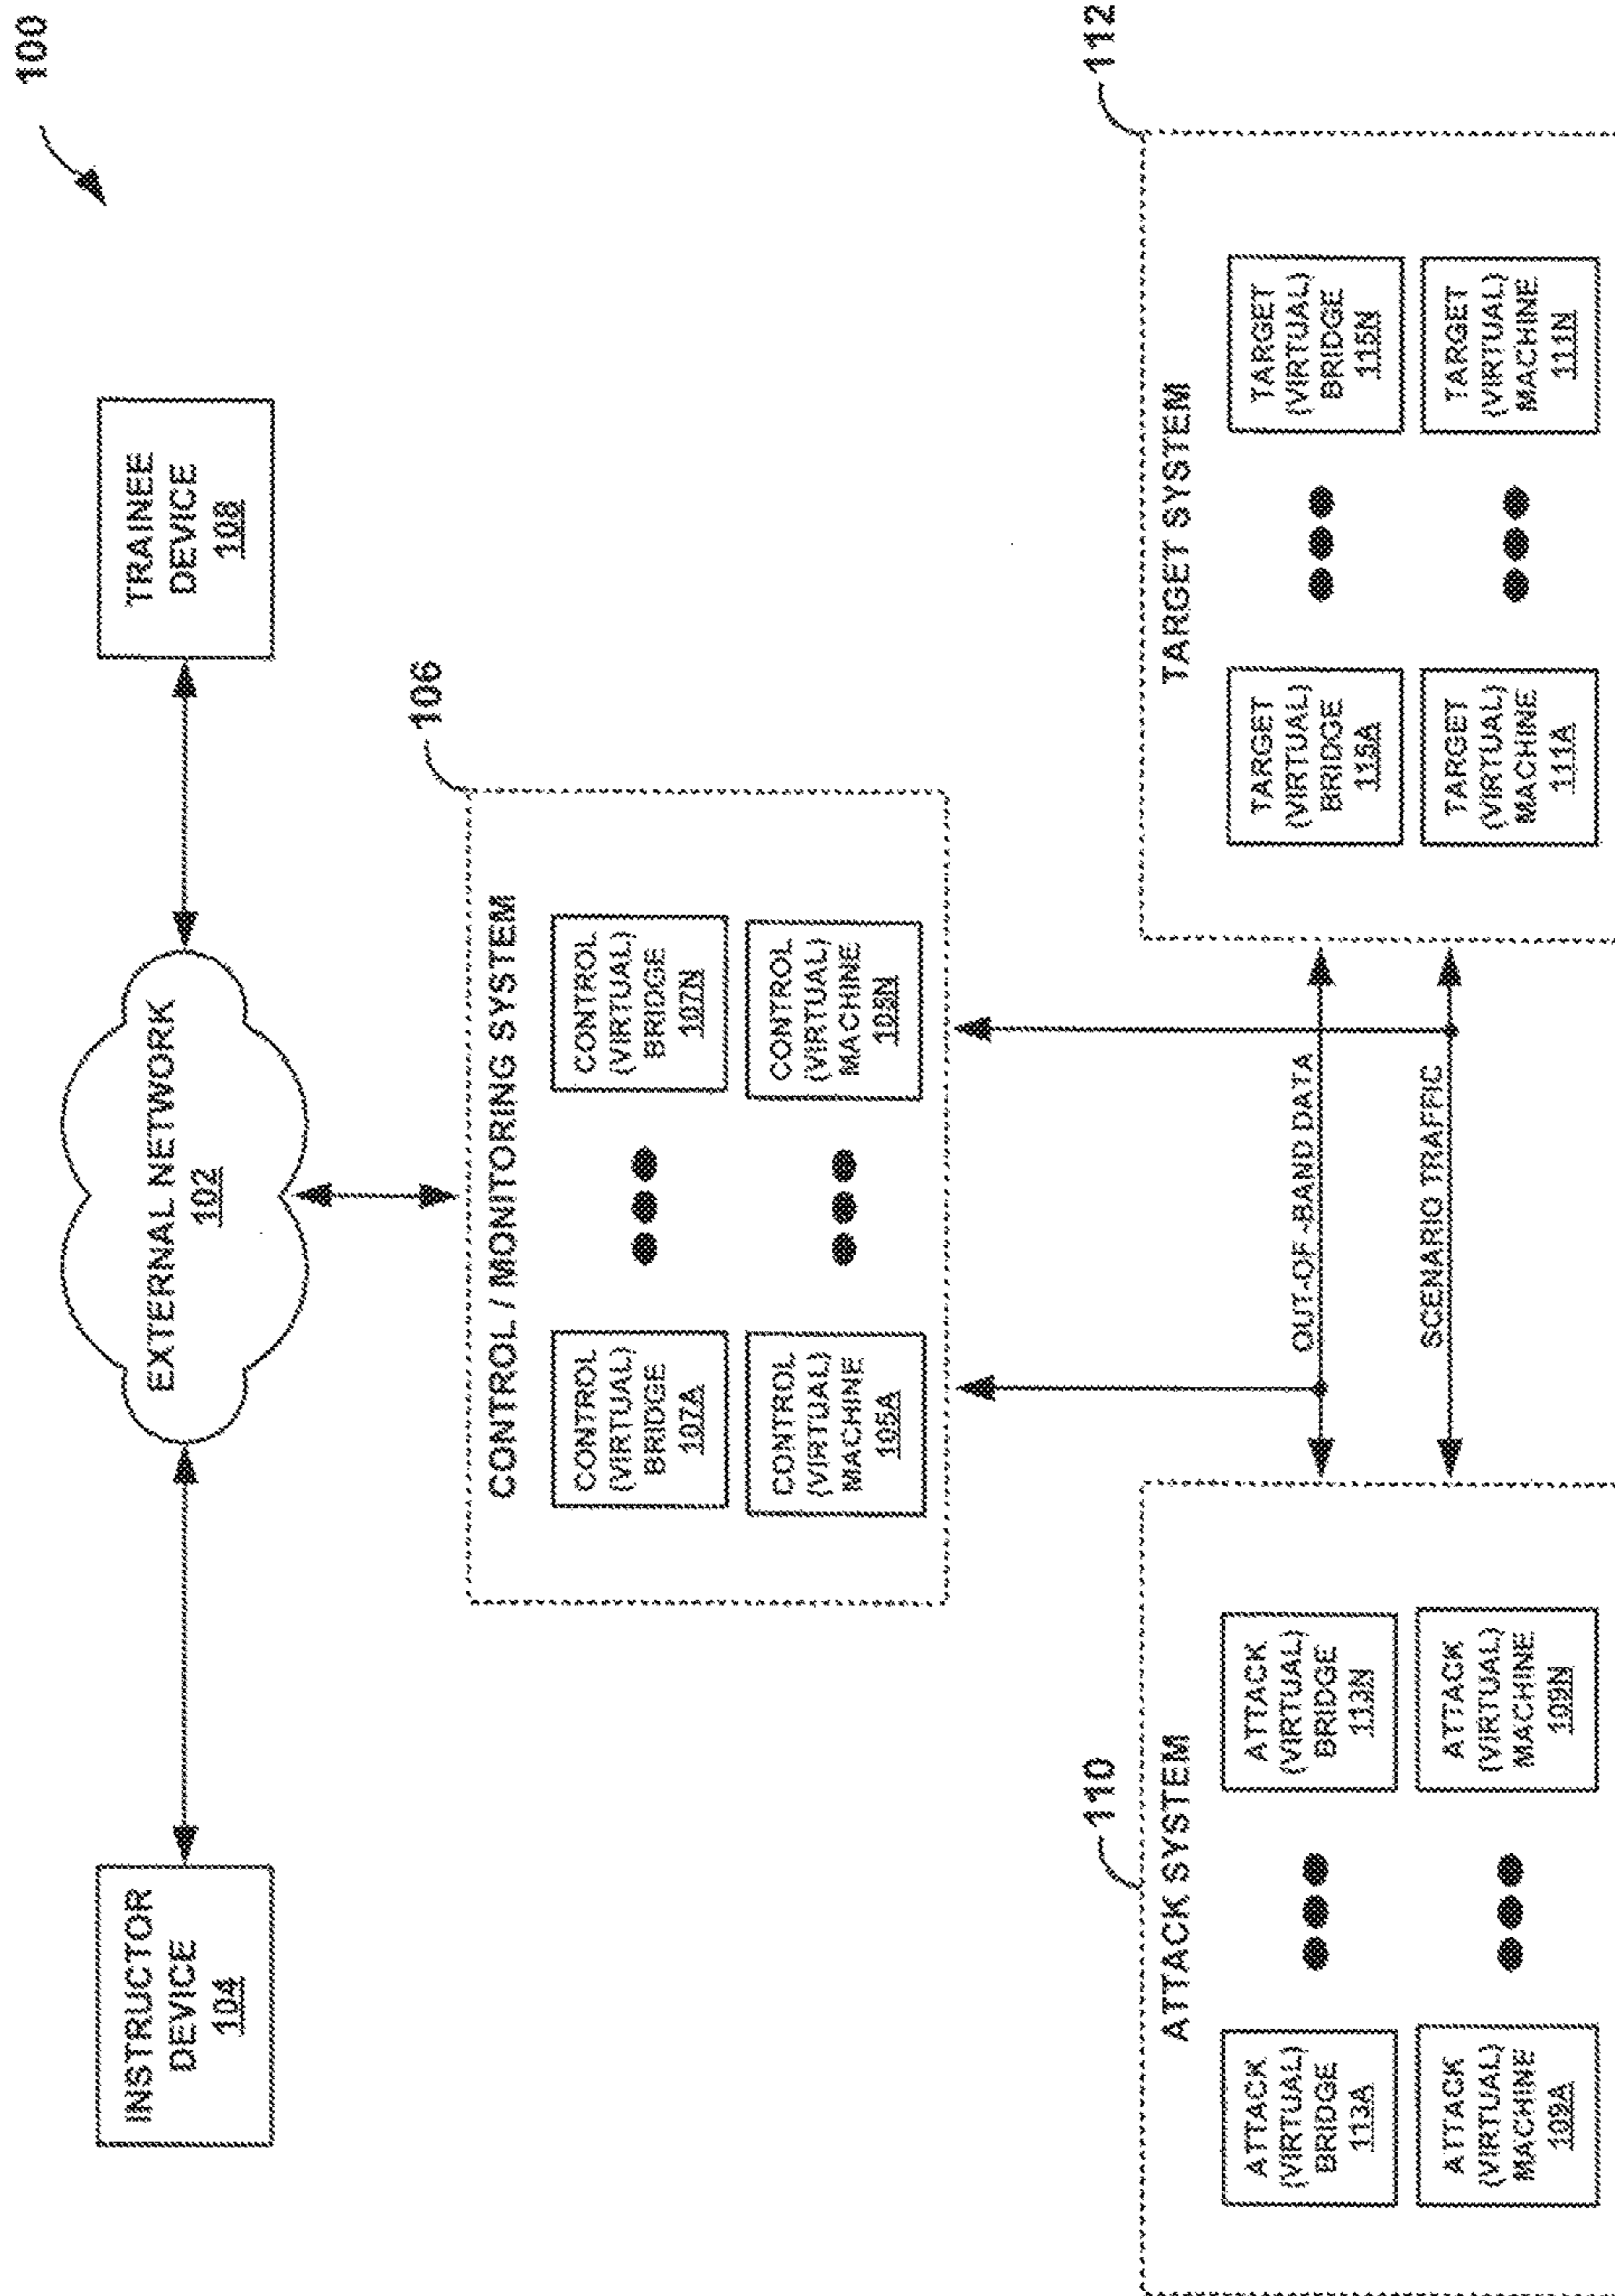 100
INSTRUCTOR
DEVICE
104
EXTERNAL NETWORK
102
TRAINEE
DEVICE
108
106
CONTROL / MONITORING SYSTEM
CONTROL
(VIRTUAL)
BRIDGE
107A
CONTROL
(VIRTUAL)
BRIDGE
107N
CONTROL
(VIRTUAL)
MACHINE
105A
CONTROL
(VIRTUAL)
MACHINE
105N
110
ATTACK SYSTEM
ATTACK
(VIRTUAL)
BRIDGE
113A
ATTACK
(VIRTUAL)
BRIDGE
113N
ATTACK
(VIRTUAL)
MACHINE
109A
ATTACK
(VIRTUAL)
MACHINE
109N
OUT-OF-BAND DATA
SCENARIO TRAFFIC
112
TARGET SYSTEM
TARGET
(VIRTUAL)
BRIDGE
115A
TARGET
(VIRTUAL)
BRIDGE
115N
TARGET
(VIRTUAL)
MACHINE
111A
TARGET
(VIRTUAL)
MACHINE
111N